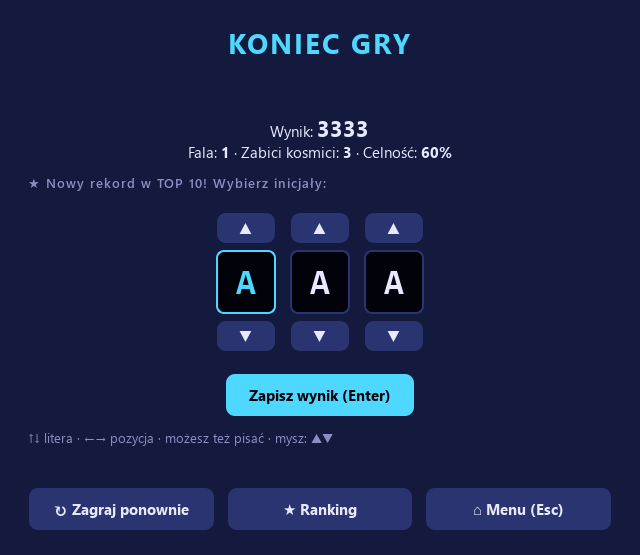 KONIEC GRY
Wynik: 3333
Fala: 1 · Zabici kosmici: 3 · Celność: 60%
★ Nowy rekord w TOP 10! Wybierz inicjały:
▲ ▲ ▲
A A A
▼ ▼ ▼
Zapisz wynik (Enter)
↑↓ litera · ←→ pozycja · możesz też pisać · mysz: ▲▼
↻ Zagraj ponownie ★ Ranking ⌂ Menu (Esc)